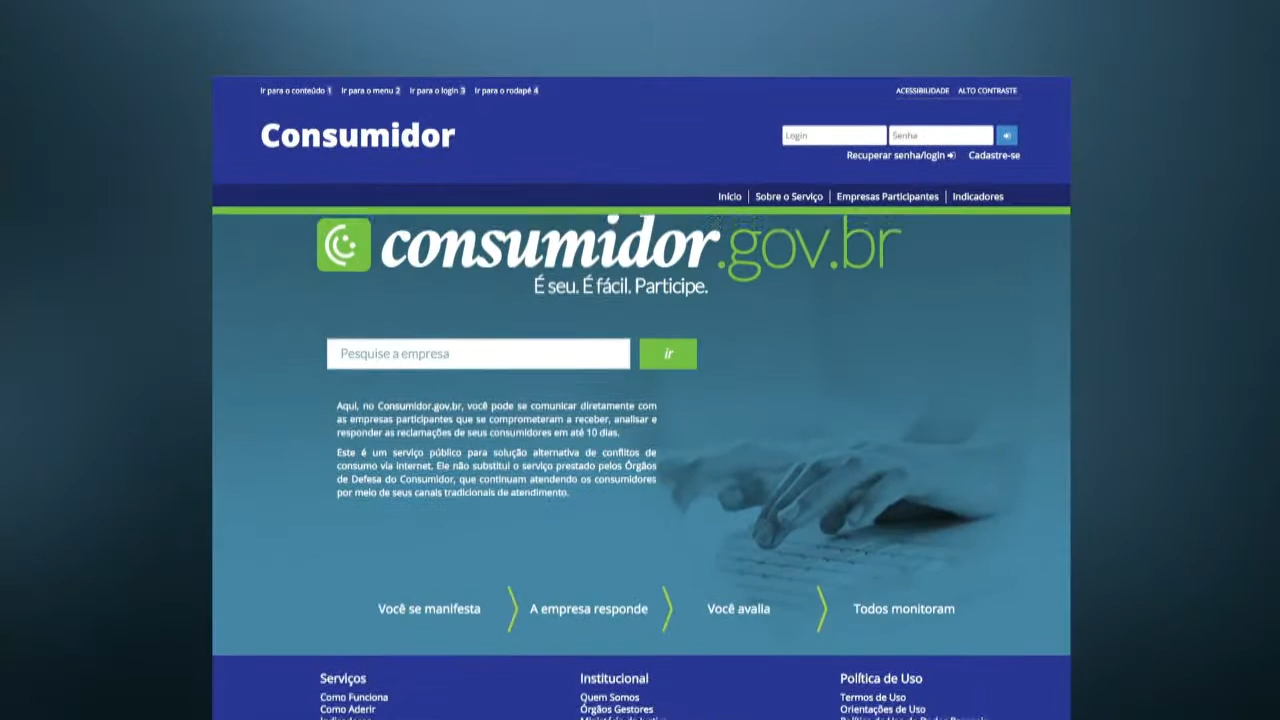 Ir para o conteúdo 1 Ir para o menu 2 Ir para o login 3 Ir para o rodapé 4
ACESSIBILIDADE ALTO CONTRASTE
Consumidor
Login Senha
Recuperar senha/login Cadastre-se
Início Sobre o Serviço Empresas Participantes Indicadores
consumidor.gov.br
É seu. É fácil. Participe.
Pesquise a empresa ir
Aqui, no Consumidor.gov.br, você pode se comunicar diretamente com
as empresas participantes que se comprometeram a receber, analisar e
responder as reclamações de seus consumidores em até 10 dias.
Este é um serviço público para solução alternativa de conflitos de
consumo via internet. Ele não substitui o serviço prestado pelos Órgãos
de Defesa do Consumidor, que continuam atendendo os consumidores
por meio de seus canais tradicionais de atendimento.
Você se manifesta A empresa responde Você avalia Todos monitoram
Serviços Institucional Política de Uso
Como Funciona Quem Somos Termos de Uso
Como Aderir Órgãos Gestores Orientações de Uso